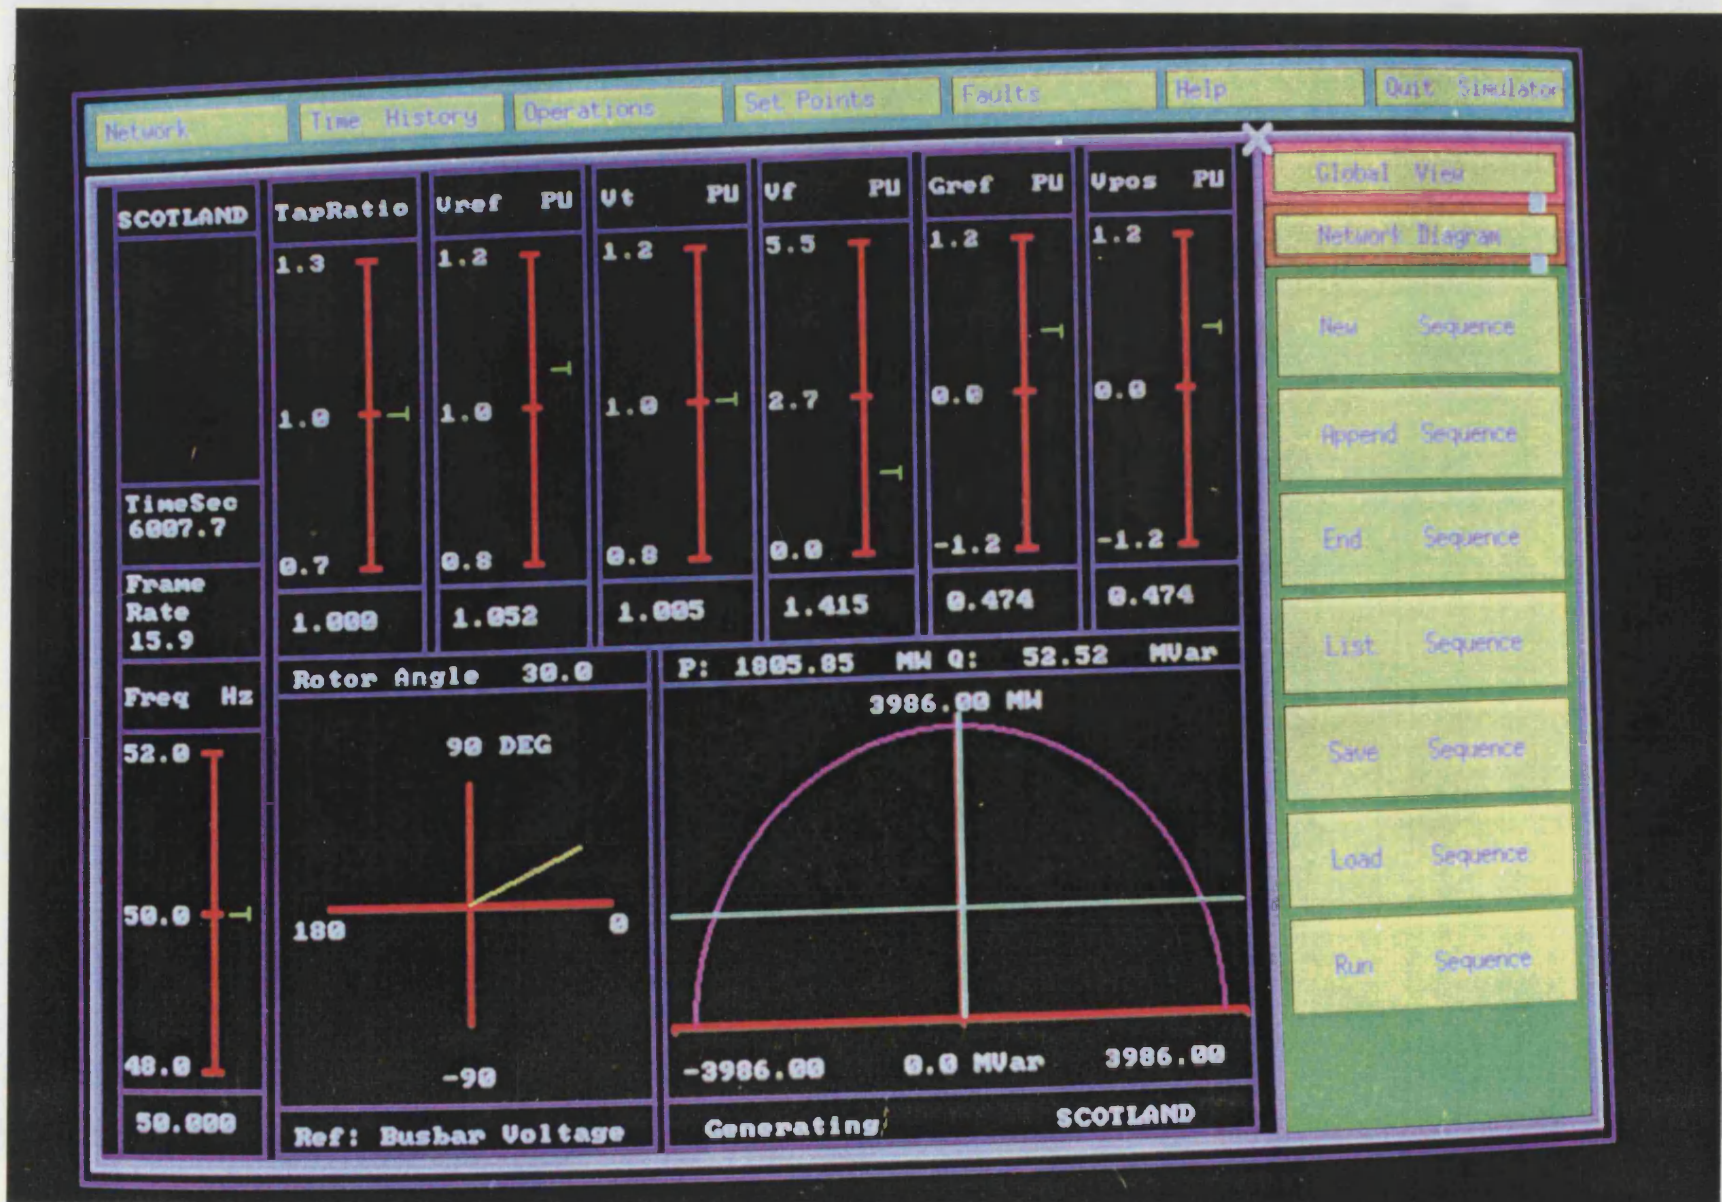 Network Time History Operations Set Points Faults Help Quit Simulator
SCOTLAND
TimeSec
6007.7
Frame
Rate
15.9
Freq Hz
52.0
50.0
48.0
50.000
TapRatio
1.3
1.0
0.7
1.000
Vref PU
1.2
1.0
0.8
1.052
Vt PU
1.2
1.0
0.8
1.005
Vf PU
5.5
2.7
0.0
1.415
Gref PU
1.2
0.0
-1.2
0.474
Vpos PU
1.2
0.0
-1.2
0.474
Rotor Angle 30.0
90 DEG
180 0
-90
Ref: Busbar Voltage
P: 1805.85 MW Q: 52.52 MVar
3986.00 MW
-3986.00 0.0 MVar 3986.00
Generating SCOTLAND
Global View
Network Diagram
New Sequence
Append Sequence
End Sequence
List Sequence
Save Sequence
Load Sequence
Run Sequence